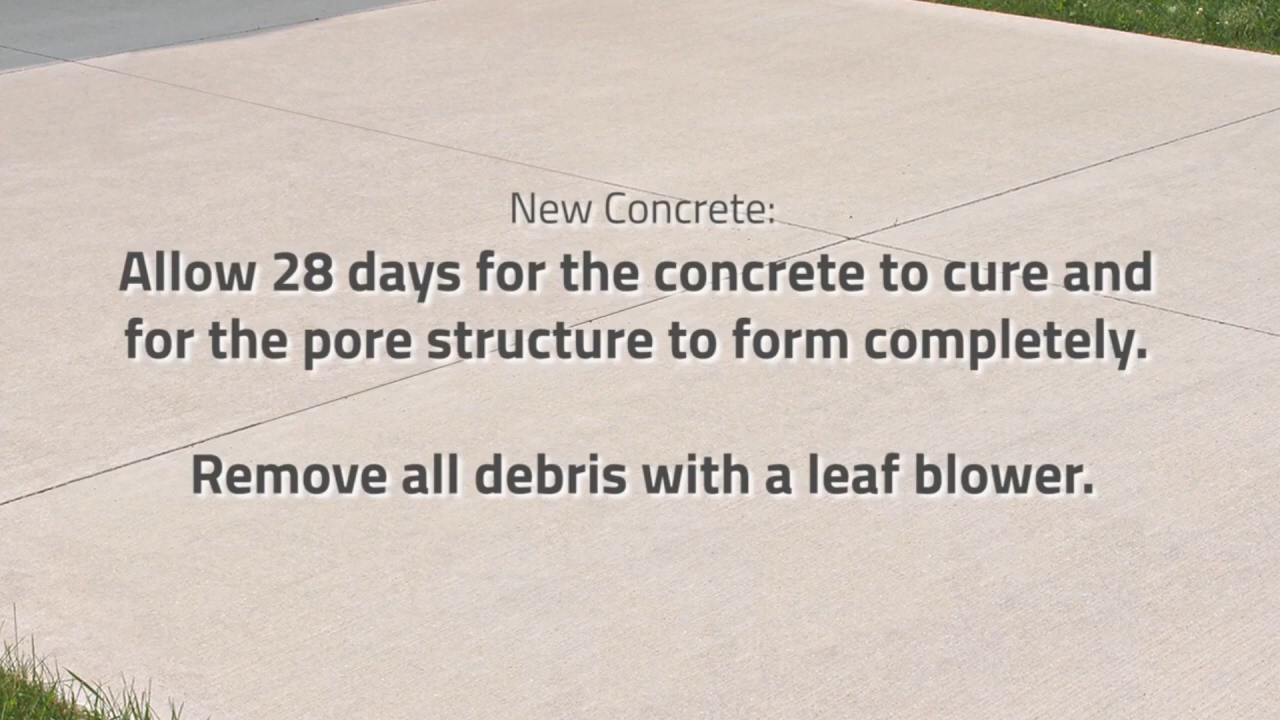 New Concrete:
Allow 28 days for the concrete to cure and
for the pore structure to form completely.
Remove all debris with a leaf blower.